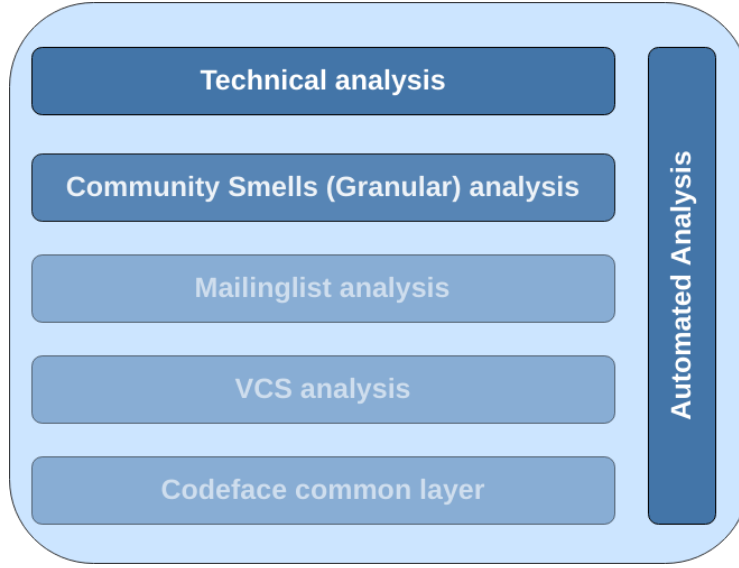 Technical analysis
Community Smells (Granular) analysis
Mailinglist analysis
VCS analysis
Codeface common layer
Automated Analysis